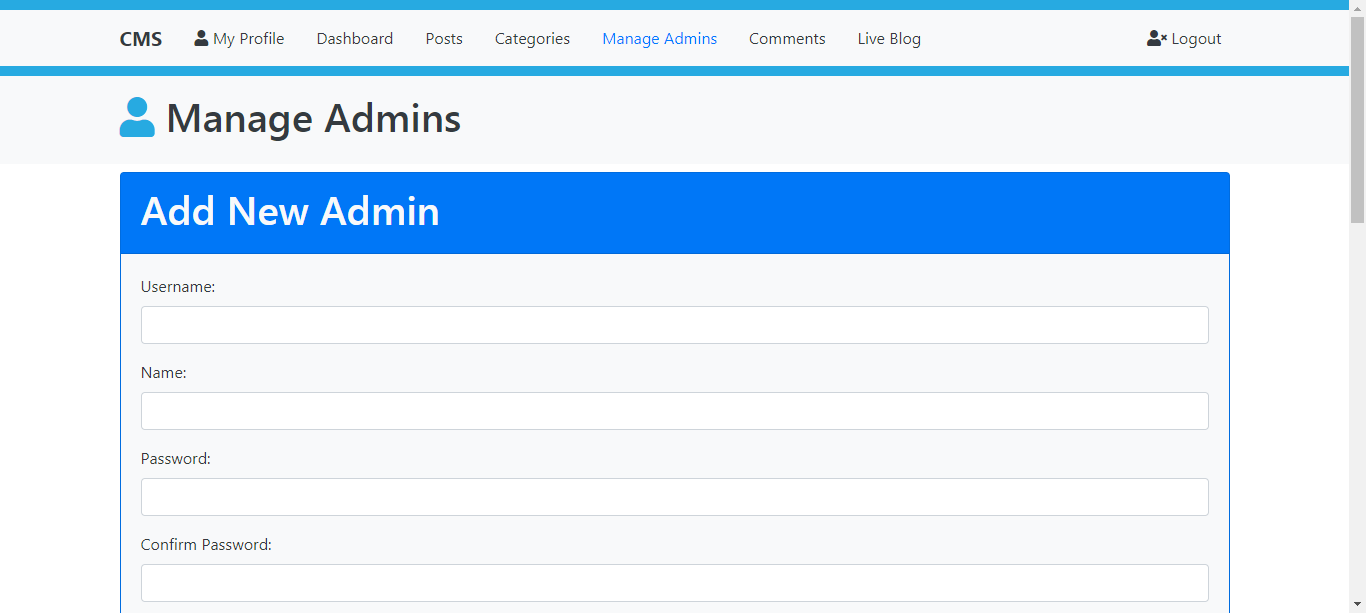 CMS My Profile Dashboard Posts Categories Manage Admins Comments Live Blog Logout
Manage Admins
Add New Admin
Username:
Name:
Password:
Confirm Password: